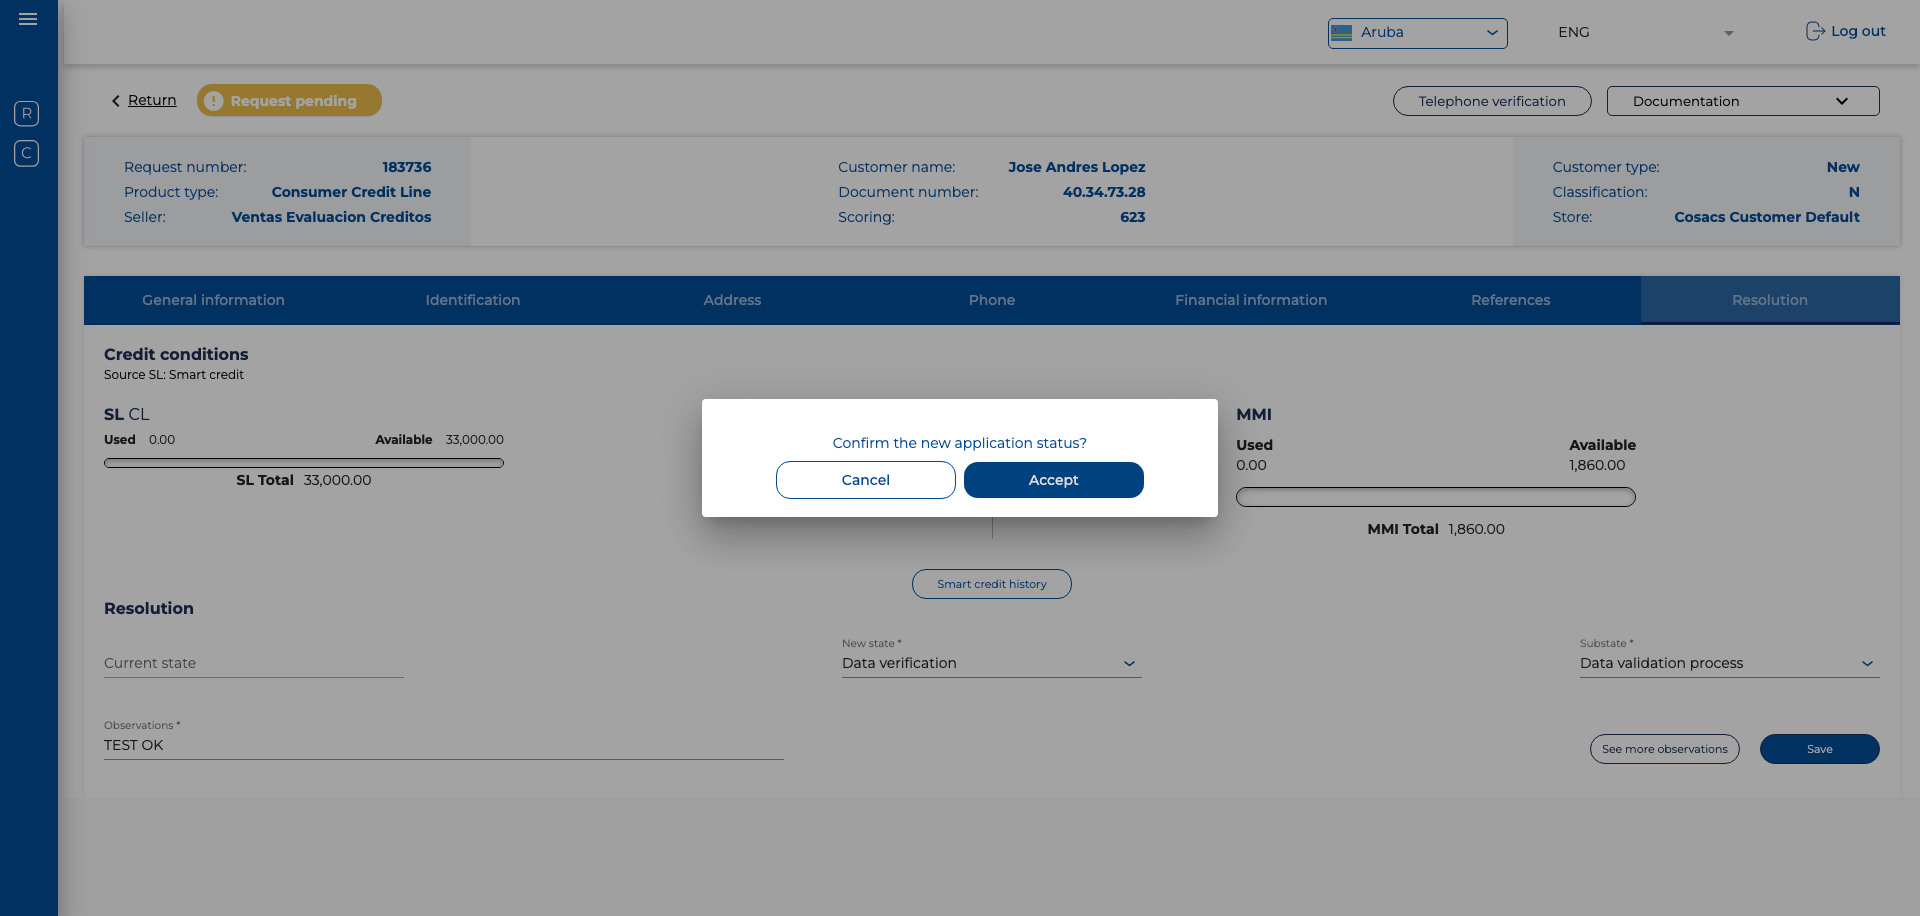 Aruba
ENG
Log out
R
C
Return
! Request pending
Telephone verification
Documentation
Request number: 183736
Product type: Consumer Credit Line
Seller: Ventas Evaluacion Creditos
Customer name: Jose Andres Lopez
Document number: 40.34.73.28
Scoring: 623
Customer type: New
Classification: N
Store: Cosacs Customer Default
General information
Identification
Address
Phone
Financial information
References
Resolution
Credit conditions
Source SL: Smart credit
SL CL
Used 0.00
Available 33,000.00
SL Total 33,000.00
Confirm the new application status?
Cancel
Accept
MMI
Used
0.00
Available
1,860.00
MMI Total 1,860.00
Smart credit history
Resolution
Current state
New state *
Data verification
Substate *
Data validation process
Observations *
TEST OK
See more observations
Save